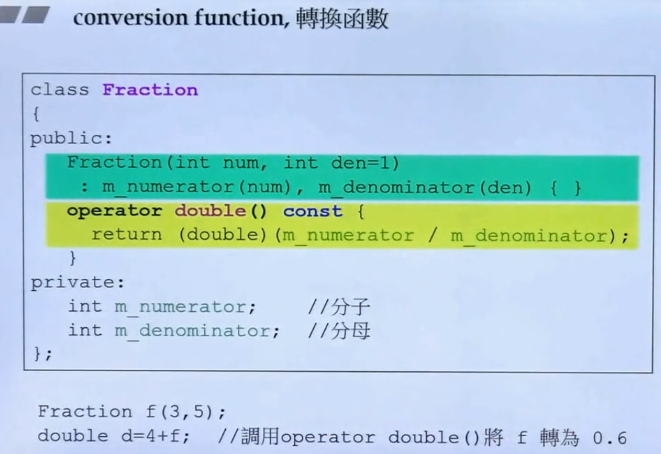 conversion function, 轉換函數
class Fraction
{
public:
Fraction(int num, int den=1)
: m_numerator(num), m_denominator(den) { }
operator double() const {
return (double)(m_numerator / m_denominator);
}
private:
int m_numerator; //分子
int m_denominator; //分母
};
Fraction f(3,5);
double d=4+f; //調用operator double()將 f 轉為 0.6